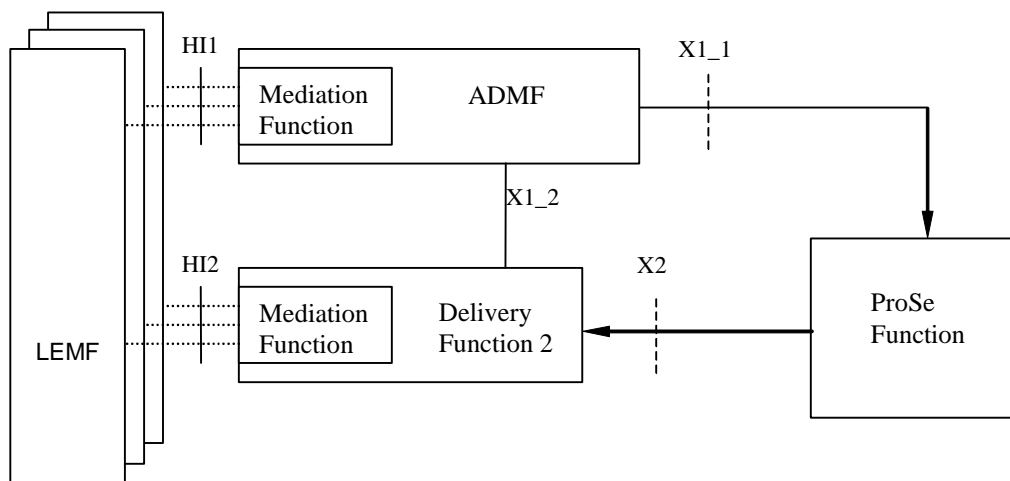 HI1
Mediation
Function
ADMF
X1_1
X1_2
HI2
Mediation
Function
Delivery
Function 2
X2
ProSe
Function
LEMF